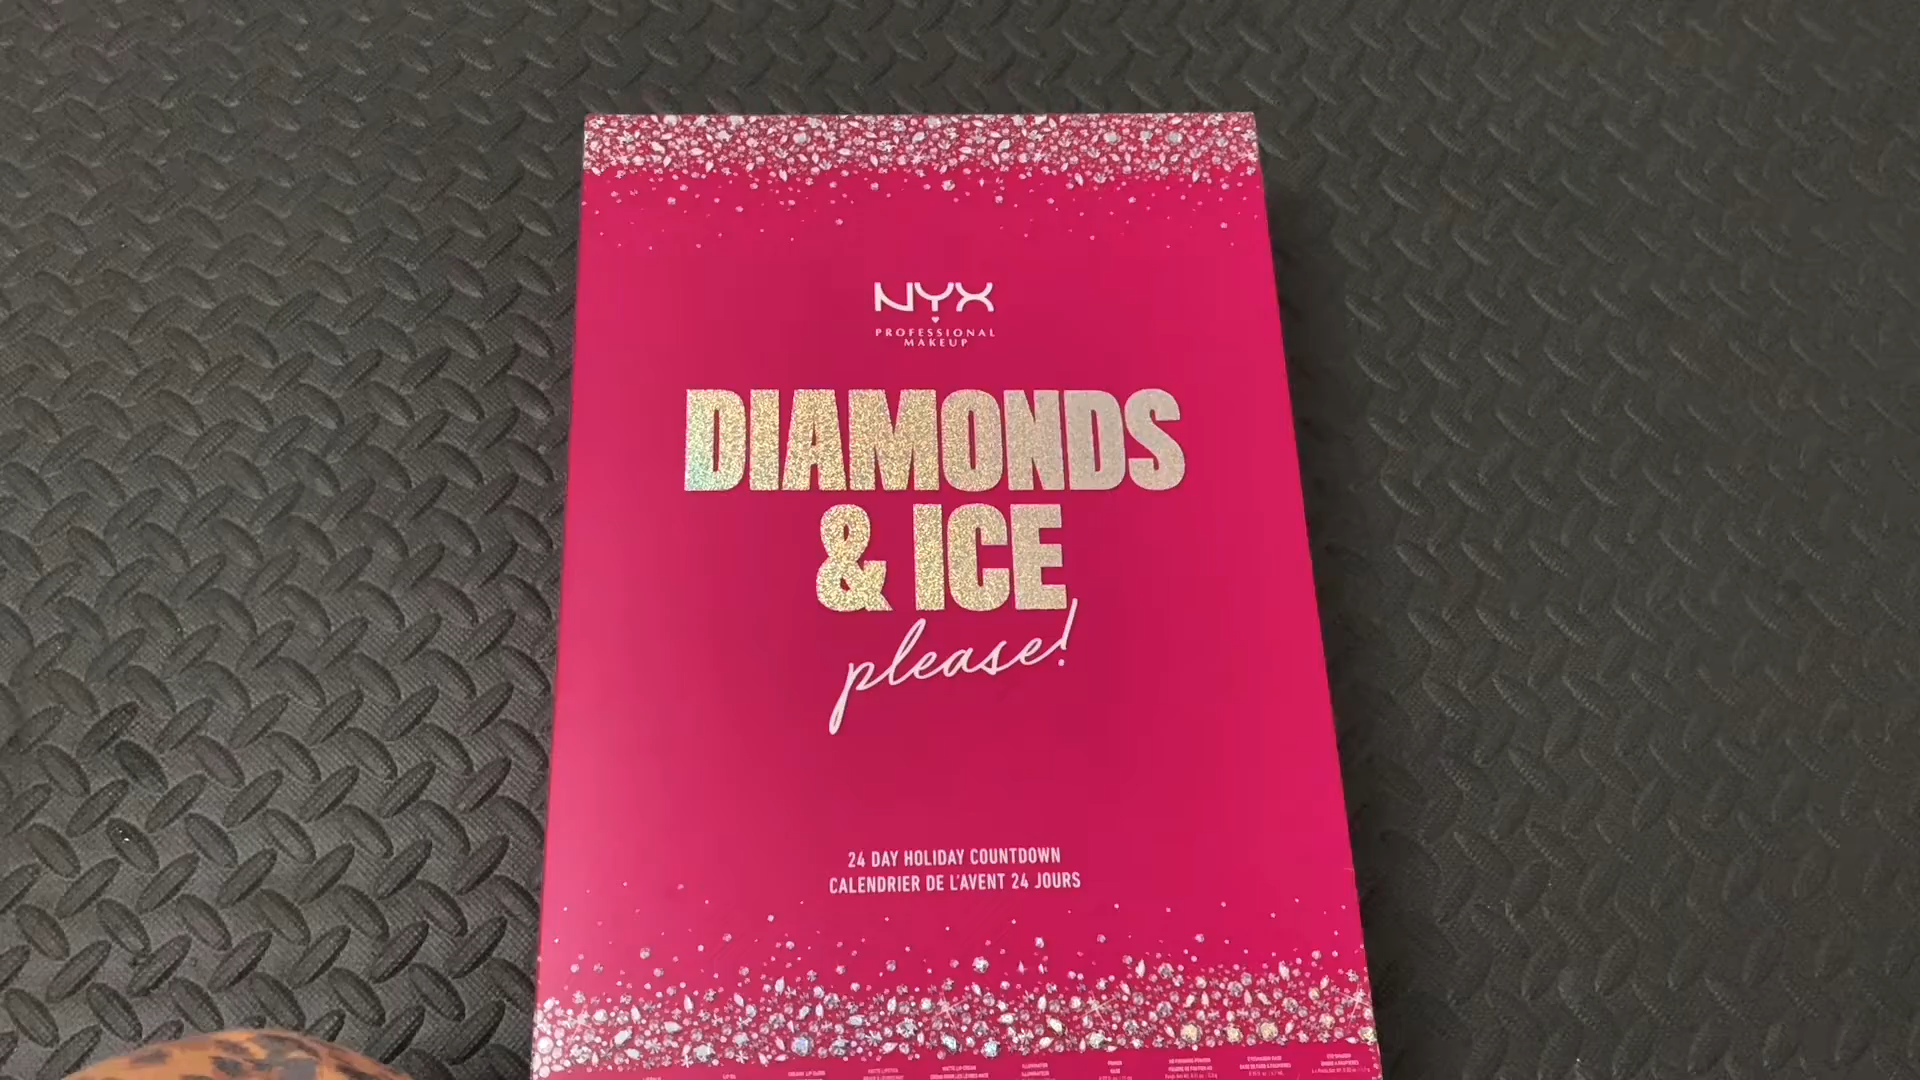 NYX
PROFESSIONAL
MAKEUP
DIAMONDS
& ICE
please!
24 DAY HOLIDAY COUNTDOWN
CALENDRIER DE L'AVENT 24 JOURS